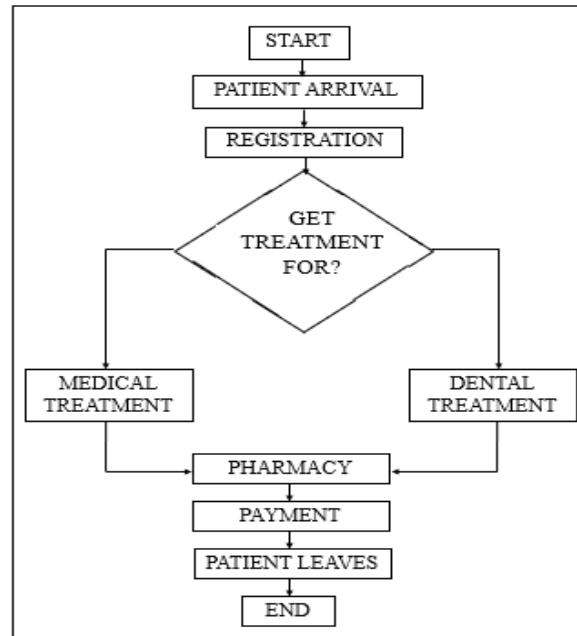 START
PATIENT ARRIVAL
REGISTRATION
GET
TREATMENT
FOR?
MEDICAL
TREATMENT
DENTAL
TREATMENT
PHARMACY
PAYMENT
PATIENT LEAVES
END